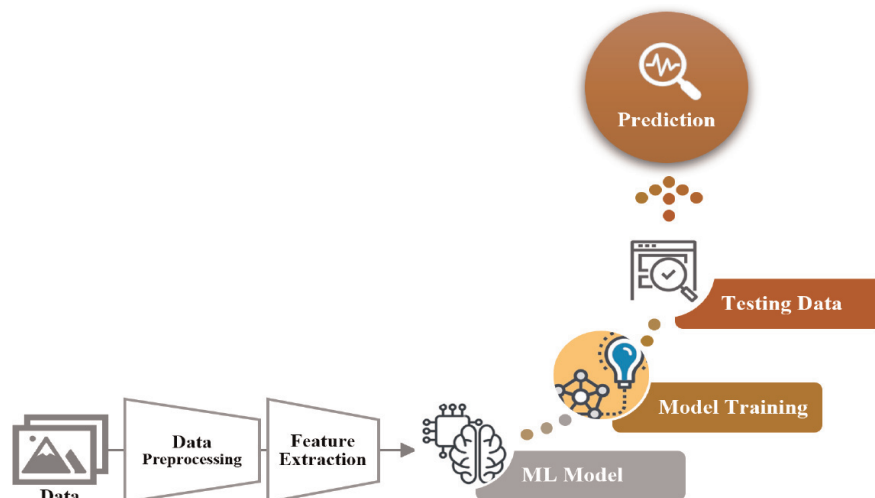 Prediction
Testing Data
Model Training
Data
Preprocessing
Feature
Extraction
ML Model
Data